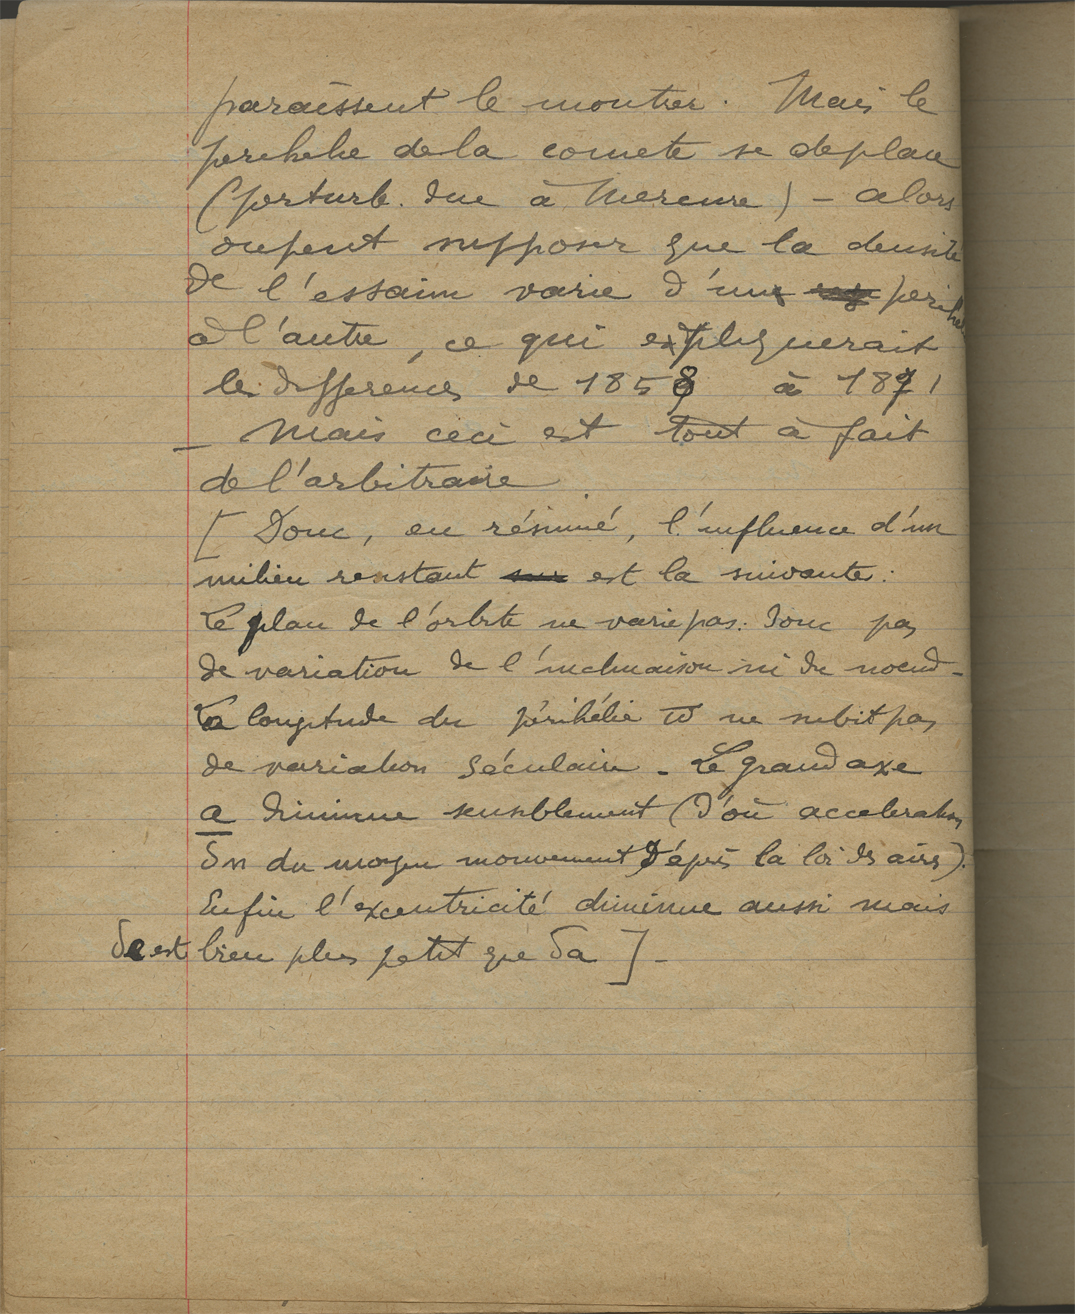 paraissent le montrer. Mais le
perihelie de la comete se deplace
(perturb. due à Mercure) – alors
on peut supposer que la densité
de l'essaim varie d'un perihelie
à l'autre, ce qui expliquerait
les differences de 1858 à 1871
– Mais ceci est tout à fait
de l'arbitraire
[ Donc, en résumé, l'influence d'un
milieu resistant est la suivante:
Le plan de l'orbite ne varie pas: donc pas
de variation de l'inclinaison ni du noeud –
La longitude du périhélie ϖ ne subit pas
de variation séculaire – Le grand axe
a diminue sensiblement (d'où acceleration
δn du moyen mouvement d'après la loi des aires).
Enfin l'excentricité diminue aussi mais
δe est bien plus petit que δa ] –